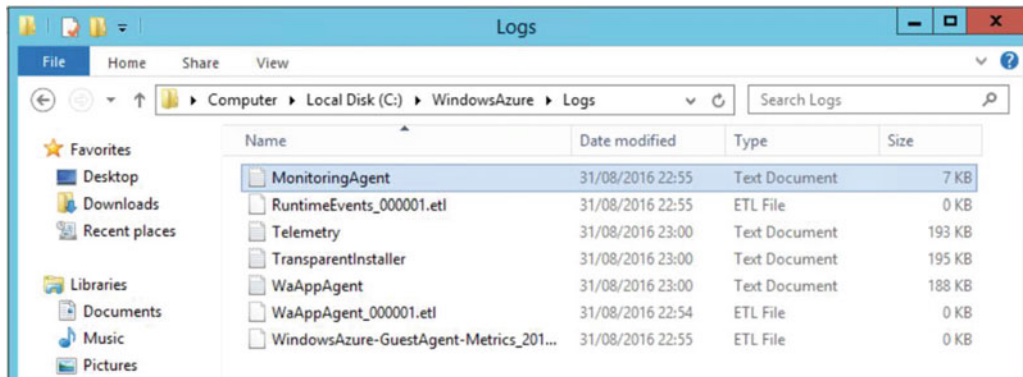 Logs
File Home Share View
Computer Local Disk (C:) WindowsAzure Logs Search Logs
Name Date modified Type Size
Favorites
Desktop
Downloads
Recent places
Libraries
Documents
Music
Pictures
MonitoringAgent 31/08/2016 22:55 Text Document 7 KB
RuntimeEvents_000001.etl 31/08/2016 22:55 ETL File 0 KB
Telemetry 31/08/2016 23:00 Text Document 193 KB
TransparentInstaller 31/08/2016 23:00 Text Document 195 KB
WaAppAgent 31/08/2016 23:00 Text Document 188 KB
WaAppAgent_000001.etl 31/08/2016 22:54 ETL File 0 KB
WindowsAzure-GuestAgent-Metrics_201... 31/08/2016 22:55 ETL File 0 KB